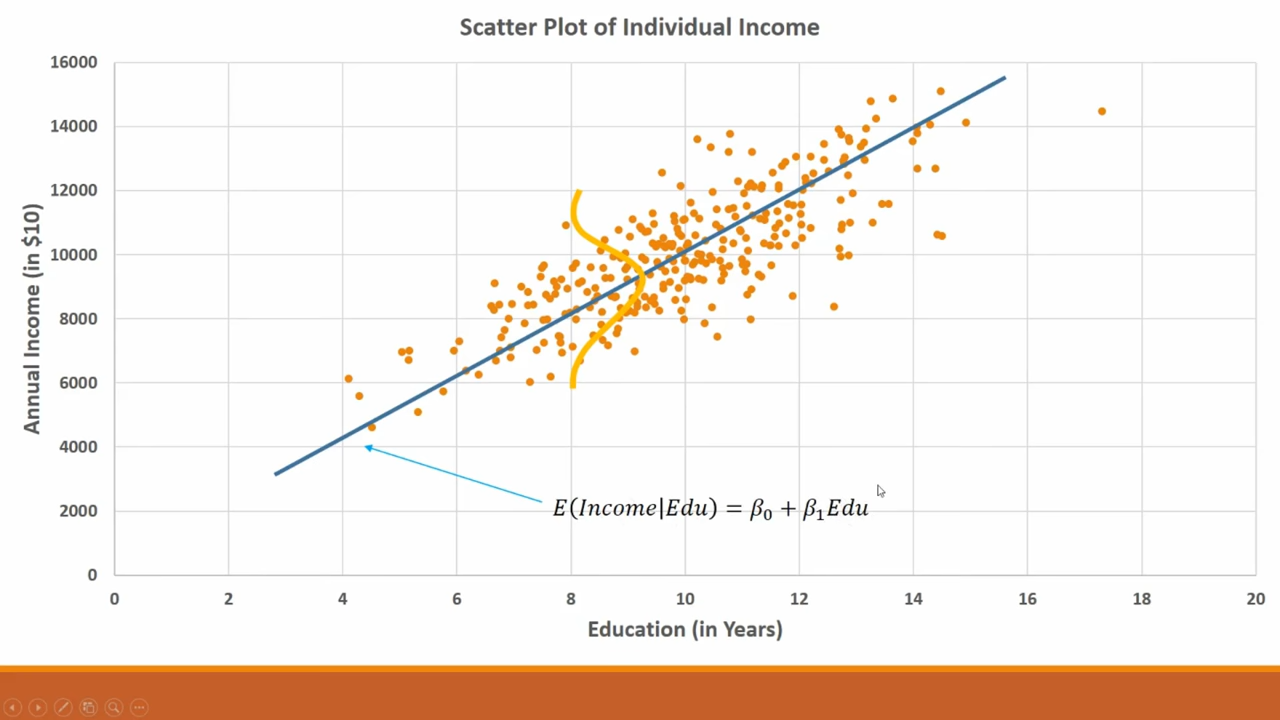 Scatter Plot of Individual Income
16000
14000
12000
10000
8000
6000
4000
2000
0
Annual Income (in $10)
E(Income|Edu) = β₀ + β₁Edu
0 2 4 6 8 10 12 14 16 18 20
Education (in Years)